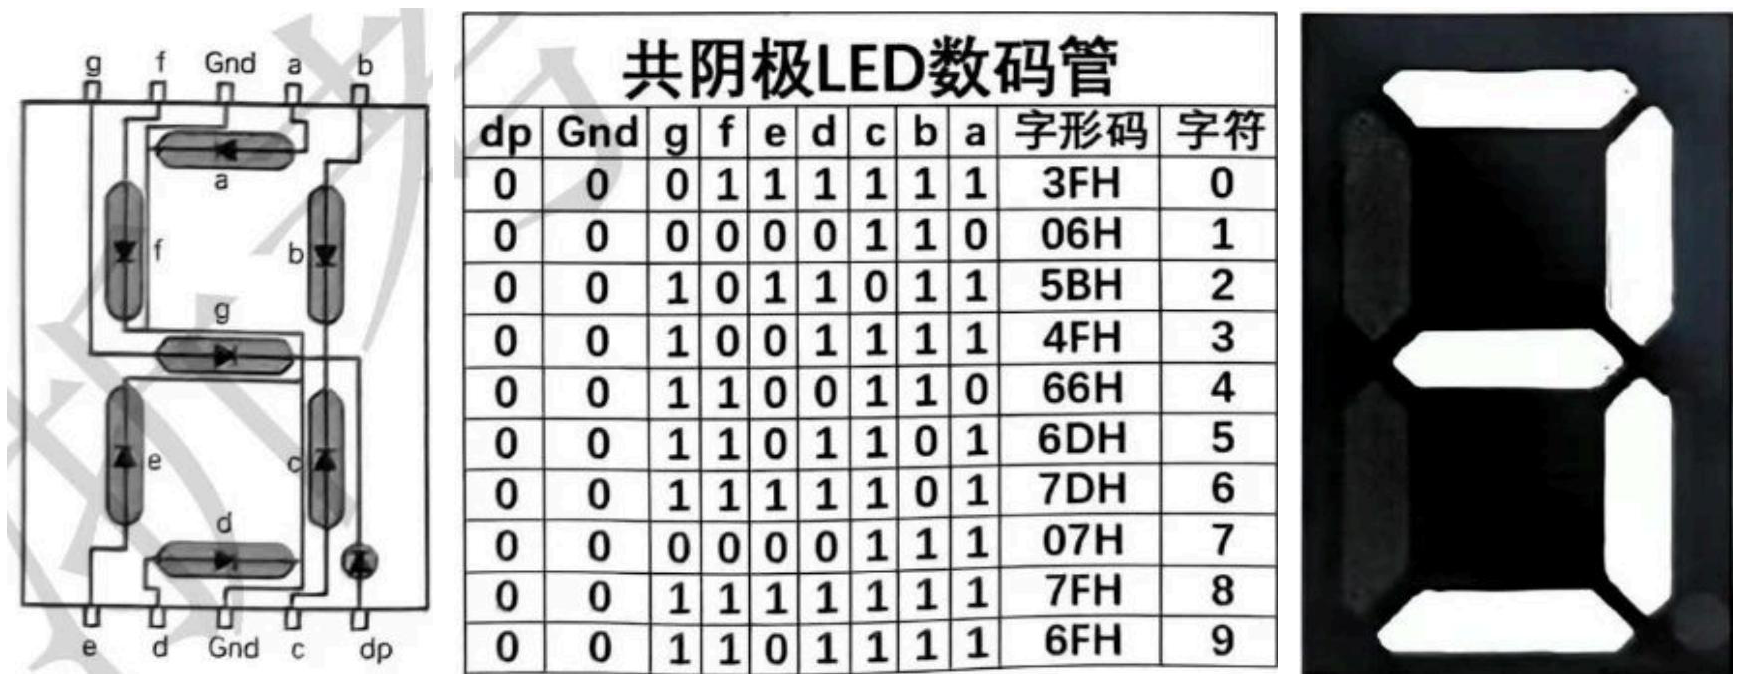 g f Gnd a b
a
f b
g
e c
d
e d Gnd c dp
共阴极LED数码管
dp Gnd g f e d c b a 字形码 字符
0 0 0 1 1 1 1 1 1 3FH 0
0 0 0 0 0 0 1 1 0 06H 1
0 0 1 0 1 1 0 1 1 5BH 2
0 0 1 0 0 1 1 1 1 4FH 3
0 0 1 1 0 0 1 1 0 66H 4
0 0 1 1 0 1 1 0 1 6DH 5
0 0 1 1 1 1 1 0 1 7DH 6
0 0 0 0 0 0 1 1 1 07H 7
0 0 1 1 1 1 1 1 1 7FH 8
0 0 1 1 0 1 1 1 1 6FH 9
3